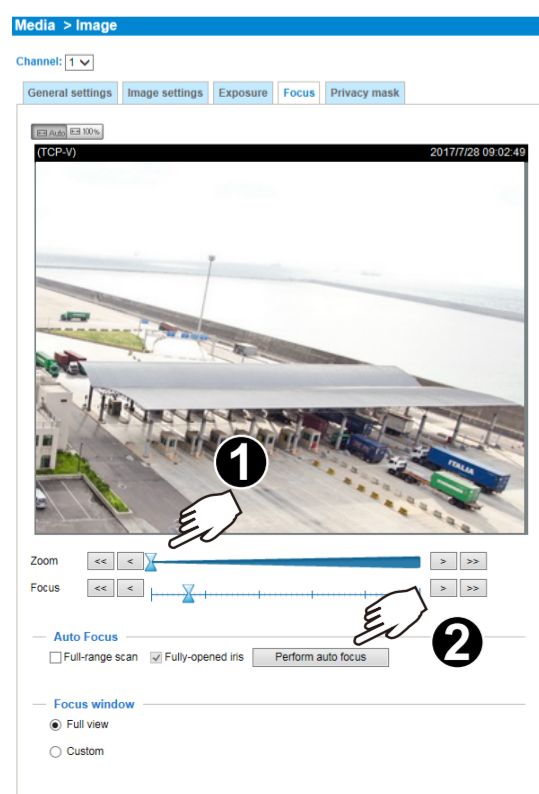 Media > Image
Channel: 1
General settings Image settings Exposure Focus Privacy mask
Auto 100%
(TCP-V) 2017/7/28 09:02:49
ITALIA
1
Zoom << < > >>
Focus << < > >>
2
Auto Focus
Full-range scan Fully-opened iris Perform auto focus
Focus window
Full view
Custom